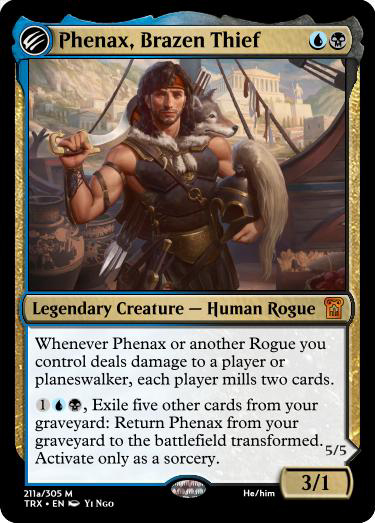 Phenax, Brazen Thief
Legendary Creature — Human Rogue
Whenever Phenax or another Rogue you
control deals damage to a player or
planeswalker, each player mills two cards.
1, Exile five other cards from your
graveyard: Return Phenax from your
graveyard to the battlefield transformed.
Activate only as a sorcery.
5/5
3/1
211a/305 M
TRX • EN Yi Ngo
He/him